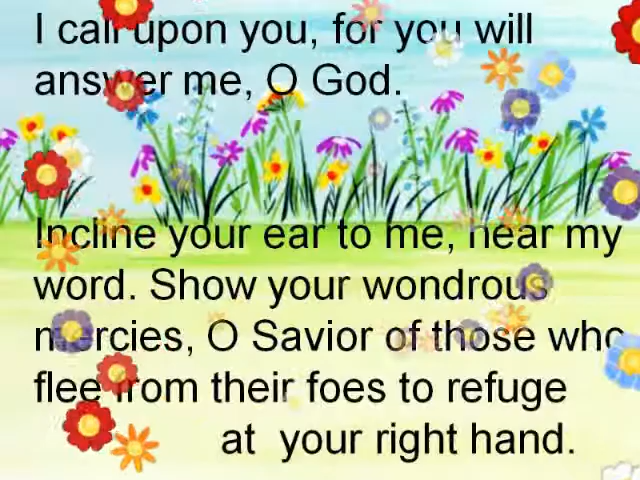 I call upon you, for you will
answer me, O God.
Incline your ear to me, hear my
word. Show your wondrous
mercies, O Savior of those who
flee from their foes to refuge
at your right hand.